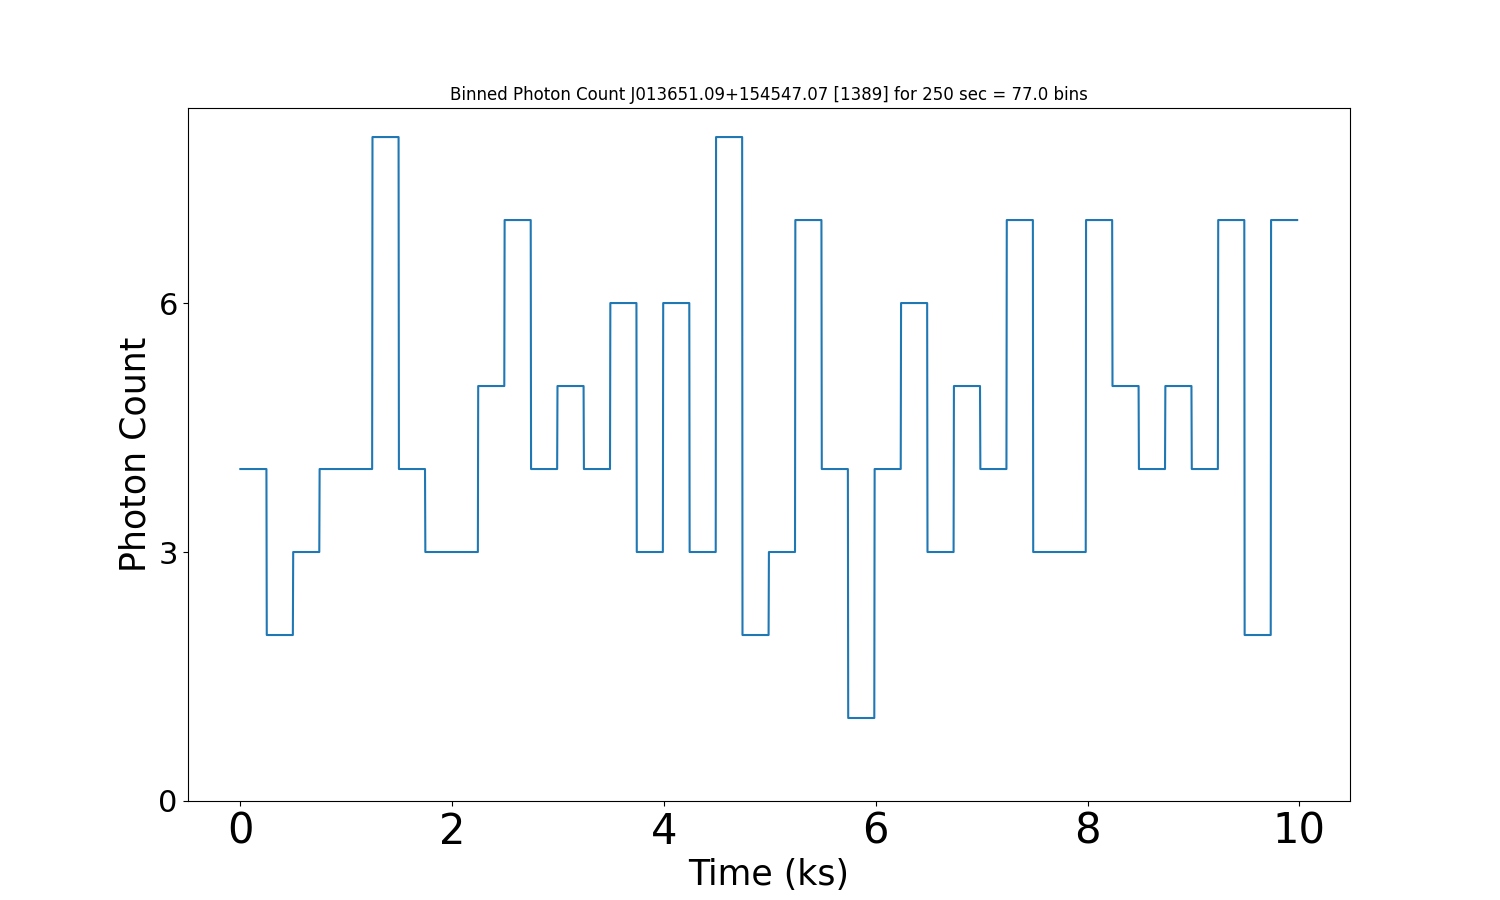 Binned Photon Count J013651.09+154547.07 [1389] for 250 sec = 77.0 bins
Photon Count
6
3
0
0 2 4 6 8 10
Time (ks)